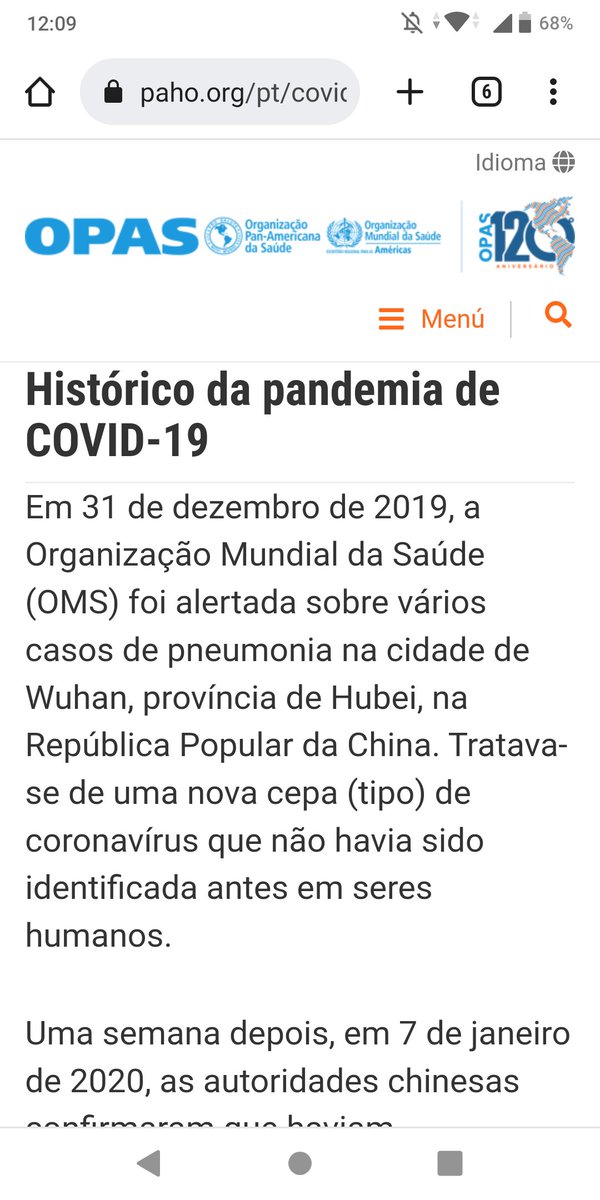 12:09
68%
paho.org/pt/covic
6
Idioma
OPAS
Organização
Pan-Americana
da Saúde
Organização
Mundial da Saúde
Américas
OPAS
120
ANIVERSÁRIO
Menú
Histórico da pandemia de
COVID-19
Em 31 de dezembro de 2019, a
Organização Mundial da Saúde
(OMS) foi alertada sobre vários
casos de pneumonia na cidade de
Wuhan, província de Hubei, na
República Popular da China. Tratava-
se de uma nova cepa (tipo) de
coronavírus que não havia sido
identificada antes em seres
humanos.
Uma semana depois, em 7 de janeiro
de 2020, as autoridades chinesas
confirmaram que haviam